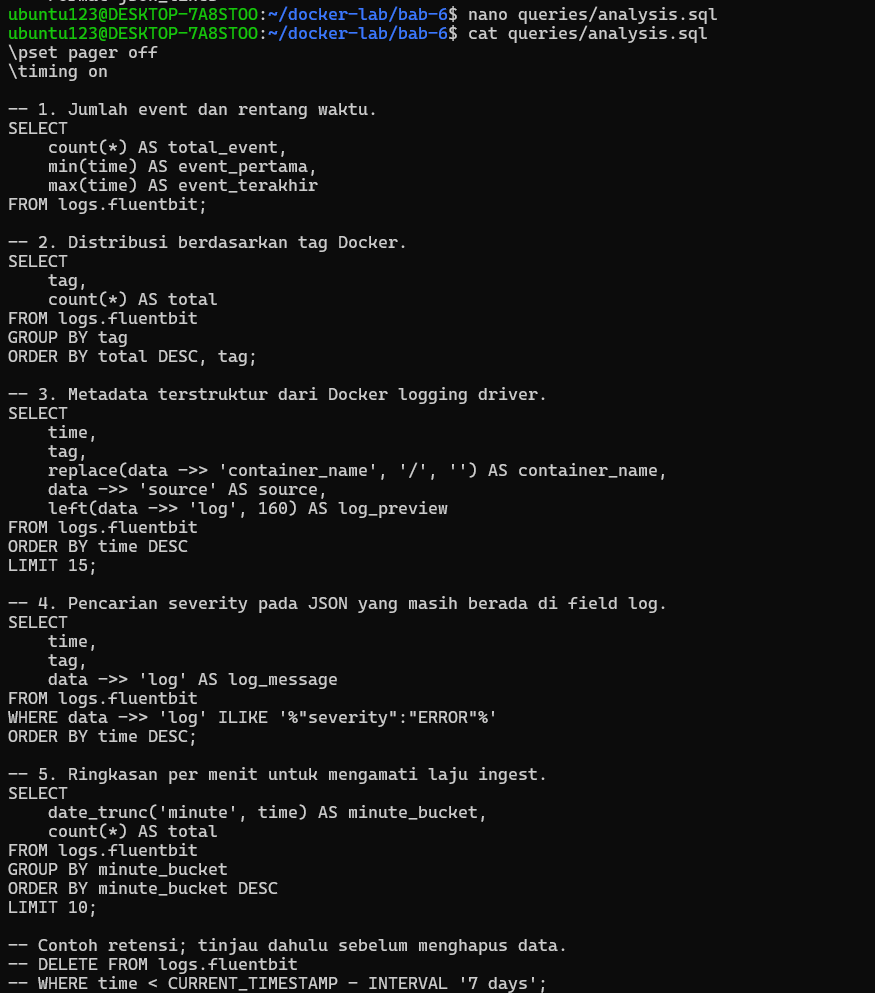 ubuntu123@DESKTOP-7A8STOO:~/docker-lab/bab-6$ nano queries/analysis.sql
ubuntu123@DESKTOP-7A8STOO:~/docker-lab/bab-6$ cat queries/analysis.sql
\pset pager off
\timing on

-- 1. Jumlah event dan rentang waktu.
SELECT
    count(*) AS total_event,
    min(time) AS event_pertama,
    max(time) AS event_terakhir
FROM logs.fluentbit;

-- 2. Distribusi berdasarkan tag Docker.
SELECT
    tag,
    count(*) AS total
FROM logs.fluentbit
GROUP BY tag
ORDER BY total DESC, tag;

-- 3. Metadata terstruktur dari Docker logging driver.
SELECT
    time,
    tag,
    replace(data ->> 'container_name', '/', '') AS container_name,
    data ->> 'source' AS source,
    left(data ->> 'log', 160) AS log_preview
FROM logs.fluentbit
ORDER BY time DESC
LIMIT 15;

-- 4. Pencarian severity pada JSON yang masih berada di field log.
SELECT
    time,
    tag,
    data ->> 'log' AS log_message
FROM logs.fluentbit
WHERE data ->> 'log' ILIKE '%"severity":"ERROR"%'
ORDER BY time DESC;

-- 5. Ringkasan per menit untuk mengamati laju ingest.
SELECT
    date_trunc('minute', time) AS minute_bucket,
    count(*) AS total
FROM logs.fluentbit
GROUP BY minute_bucket
ORDER BY minute_bucket DESC
LIMIT 10;

-- Contoh retensi; tinjau dahulu sebelum menghapus data.
-- DELETE FROM logs.fluentbit
-- WHERE time < CURRENT_TIMESTAMP - INTERVAL '7 days';